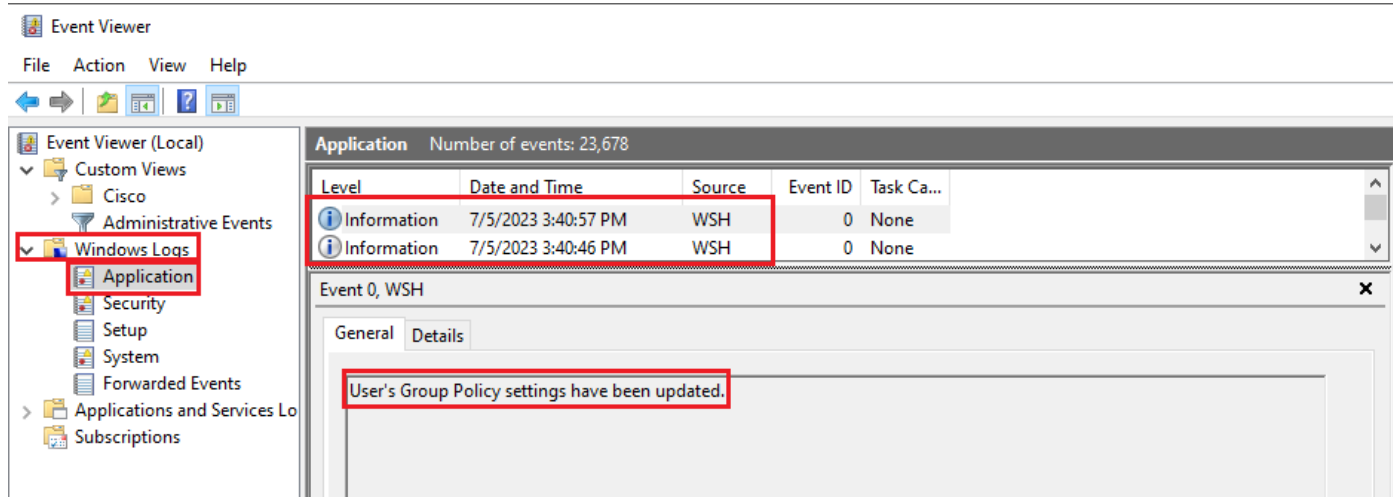 Event Viewer
File Action View Help
Event Viewer (Local)
Custom Views
Cisco
Administrative Events
Windows Logs
Application
Security
Setup
System
Forwarded Events
Applications and Services Lo
Subscriptions
Application Number of events: 23,678
Level Date and Time Source Event ID Task Ca...
Information 7/5/2023 3:40:57 PM WSH 0 None
Information 7/5/2023 3:40:46 PM WSH 0 None
Event 0, WSH
General Details
User's Group Policy settings have been updated.